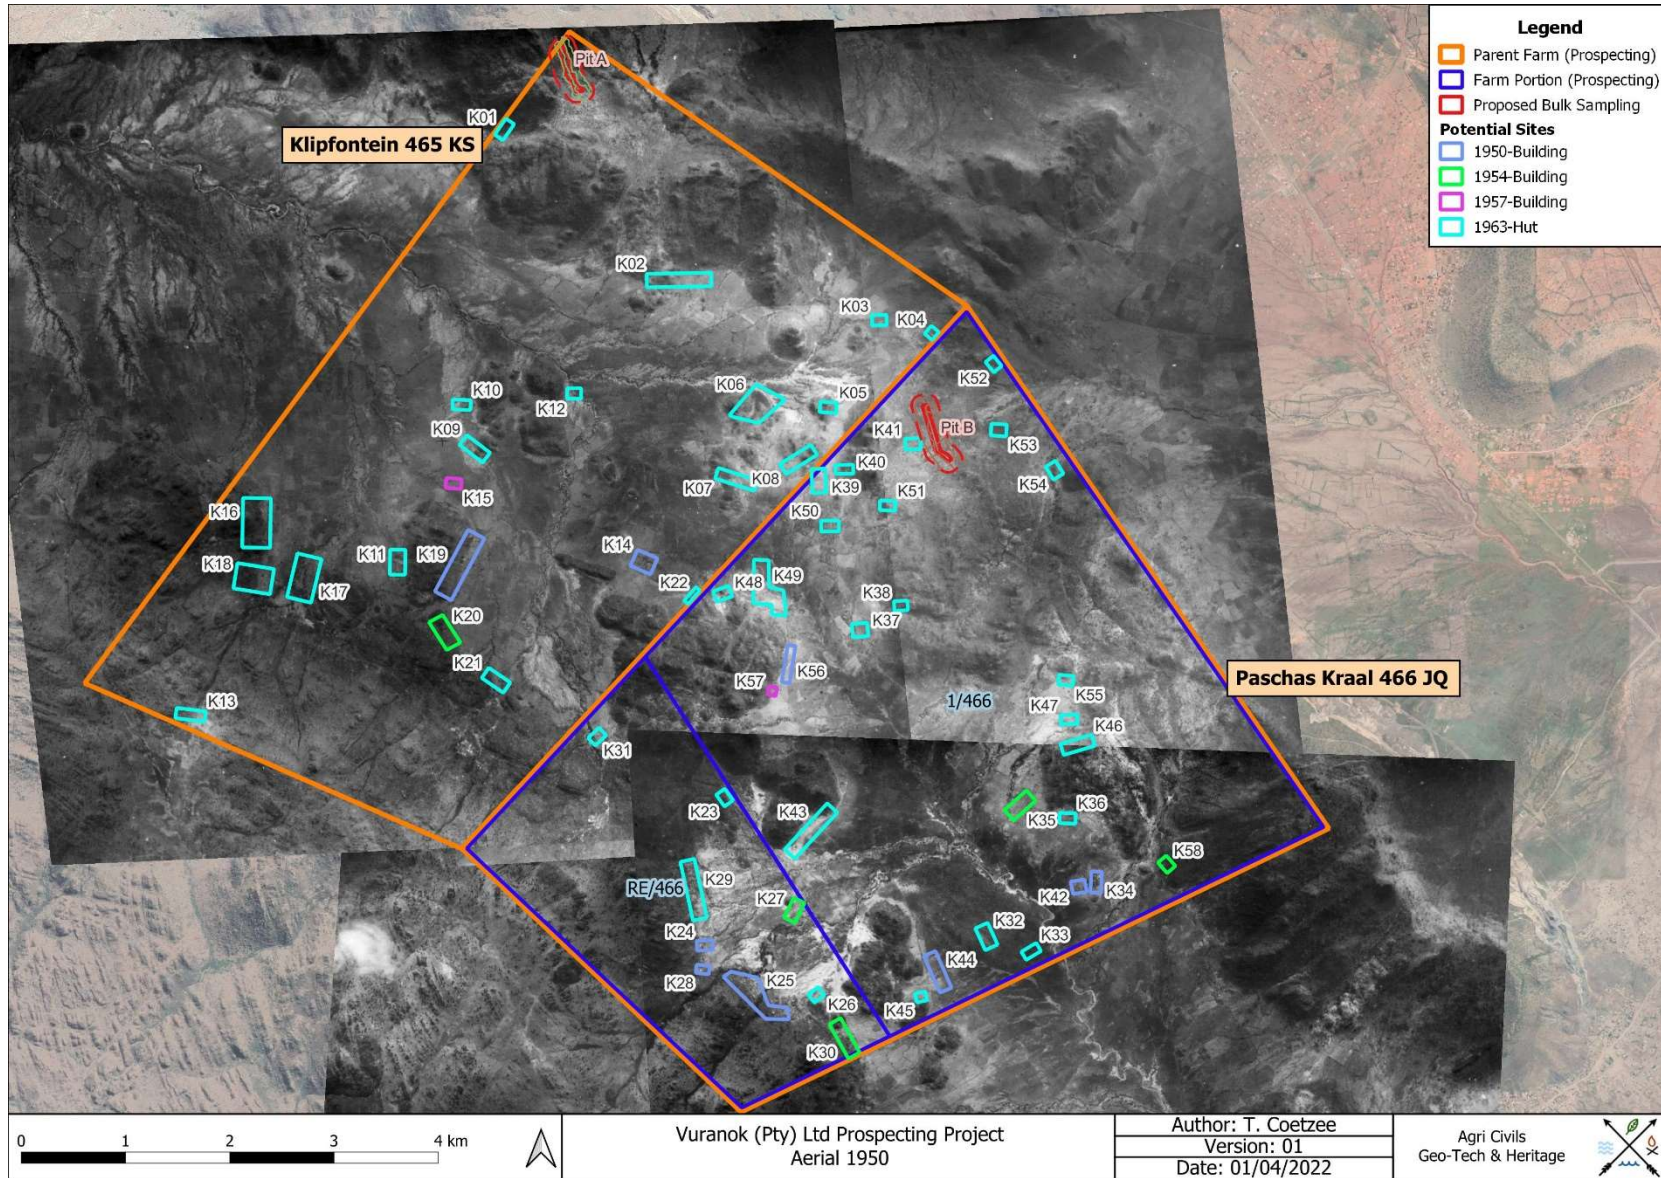 Legend
Parent Farm (Prospecting)
Farm Portion (Prospecting)
Proposed Bulk Sampling
Potential Sites
1950-Building
1954-Building
1957-Building
1963-Hut
Pit A
K01
Klipfontein 465 KS
K02
K03
K04
K52
K06
K05
K10
K12
K09
K41
Pit B
K53
K54
K07
K08
K40
K39
K15
K51
K50
K16
K11
K19
K14
K18
K17
K22
K48
K49
K38
K37
K20
K21
K56
K57
K55
Paschas Kraal 466 JQ
1/466
K13
K47
K46
K31
K23
K43
K35
K36
K58
RE/466
K29
K27
K42
K34
K24
K32
K33
K28
K25
K44
K26
K45
K30
0 1 2 3 4 km
Vuranok (Pty) Ltd Prospecting Project
Aerial 1950
Author: T. Coetzee
Version: 01
Date: 01/04/2022
Agri Civils
Geo-Tech & Heritage